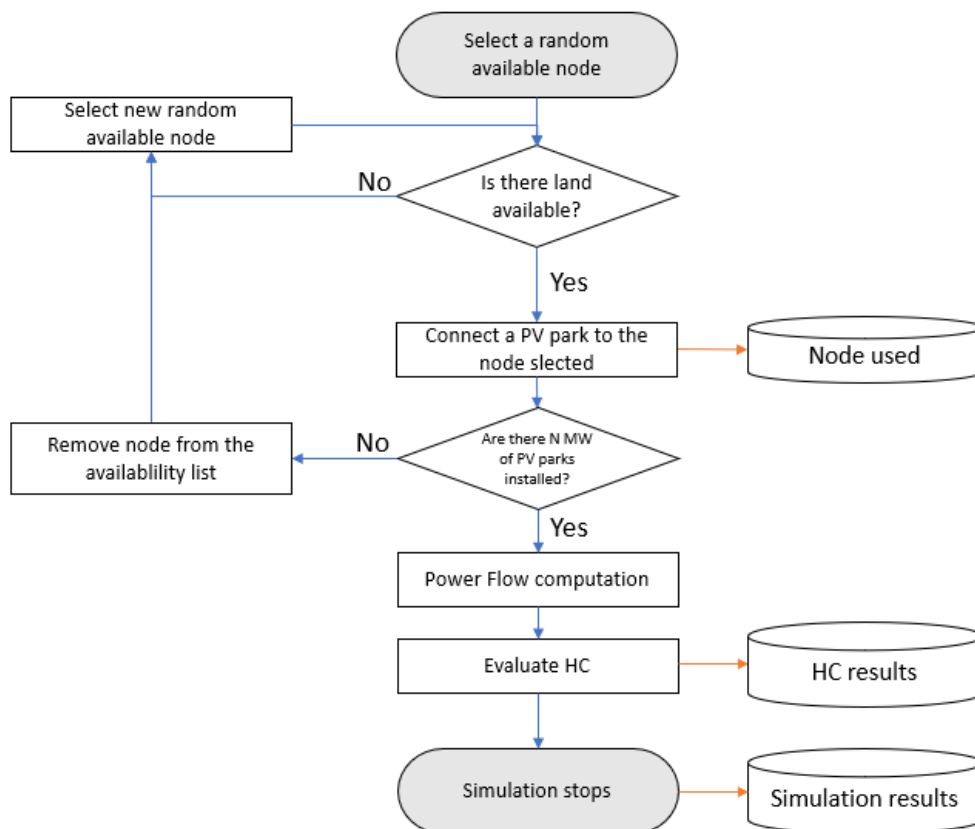 Select a random
available node
Select new random
available node
No
Is there land
available?
Yes
Connect a PV park to the
node slected
Node used
Remove node from the
availablility list
No
Are there N MW
of PV parks
installed?
Yes
Power Flow computation
Evaluate HC
HC results
Simulation stops
Simulation results